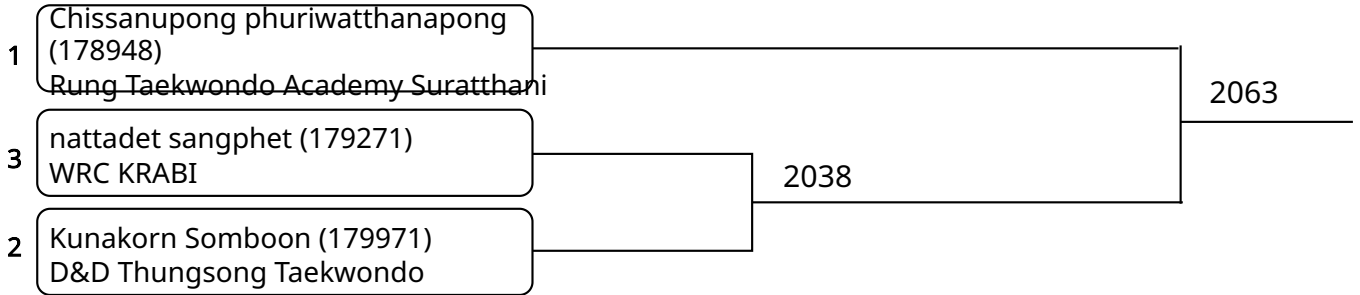 1
Chissanupong phuriwatthanapong
(178948)
Rung Taekwondo Academy Suratthani
2063
3
nattadet sangphet (179271)
WRC KRABI
2038
2
Kunakorn Somboon (179971)
D&D Thungsong Taekwondo